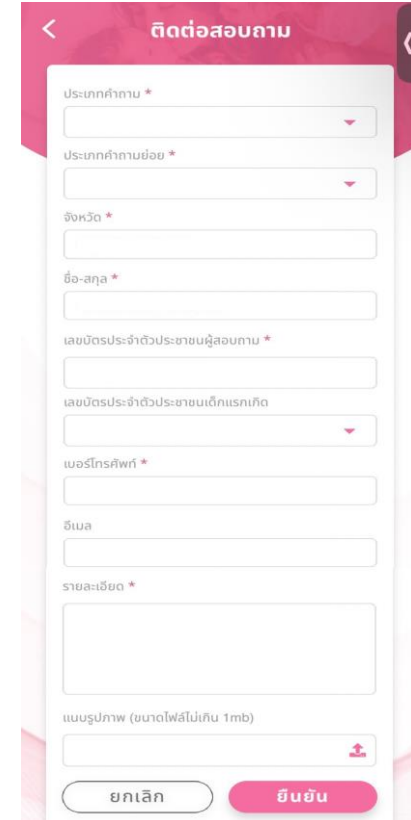 ติดต่อสอบถาม
ประเภทคำถาม *
ประเภทคำถามย่อย *
จังหวัด *
ชื่อ-สกุล *
เลขบัตรประจำตัวประชาชนผู้สอบถาม *
เลขบัตรประจำตัวประชาชนเด็กแรกเกิด
เบอร์โทรศัพท์ *
อีเมล
รายละเอียด *
แนบรูปภาพ (ขนาดไฟล์ไม่เกิน 1mb)
ยกเลิก ยืนยัน